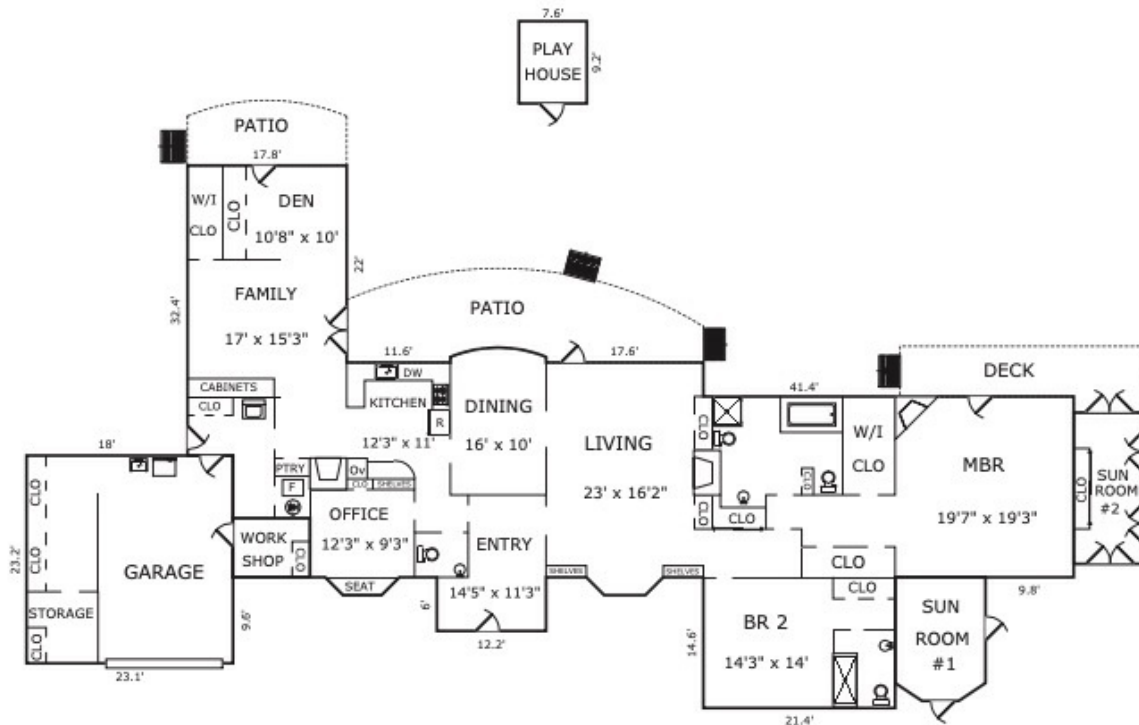 7.6'
PLAY
HOUSE
9.2'
PATIO
17.8'
W/I
CLO
CLO
DEN
10'8" x 10'
22'
FAMILY
17' x 15'3"
32.4'
PATIO
11.6'
17.6'
CABINETS
CLO
DW
KITCHEN
R
12'3" x 11'
DINING
16' x 10'
LIVING
23' x 16'2"
41.4'
DECK
CLO
W/I
CLO
MBR
19'7" x 19'3"
CLO
SUN
ROOM
#2
18'
PTRY
Ov
CLO
SHELVES
F
OFFICE
12'3" x 9'3"
CLO
CLO
CLO
ENTRY
14'5" x 11'3"
SHELVES
SHELVES
CLO
CLO
CLO
CLO
23.2'
GARAGE
WORK
SHOP
CLO
SEAT
6'
12.2'
STORAGE
CLO
9.6'
23.1'
BR 2
14'3" x 14'
14.6'
21.4'
SUN
ROOM
#1
9.8'